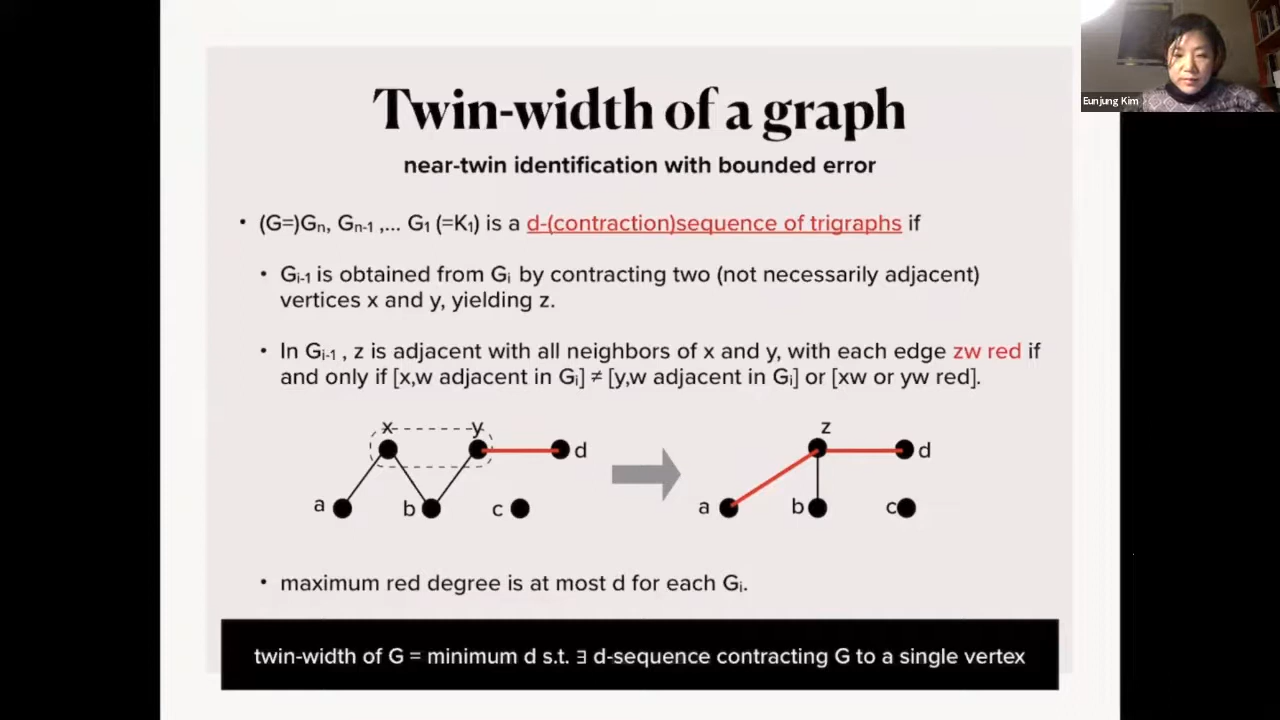 Twin-width of a graph
Eunjung Kim
near-twin identification with bounded error
• (G=)Gₙ, Gₙ₋₁ ,... G₁ (=K₁) is a d-(contraction)sequence of trigraphs if
• Gᵢ₋₁ is obtained from Gᵢ by contracting two (not necessarily adjacent)
vertices x and y, yielding z.
• In Gᵢ₋₁ , z is adjacent with all neighbors of x and y, with each edge zw red if
and only if [x,w adjacent in Gᵢ] ≠ [y,w adjacent in Gᵢ] or [xw or yw red].
x y z
d d
a b c a b c
• maximum red degree is at most d for each Gᵢ.
twin-width of G = minimum d s.t. ∃ d-sequence contracting G to a single vertex